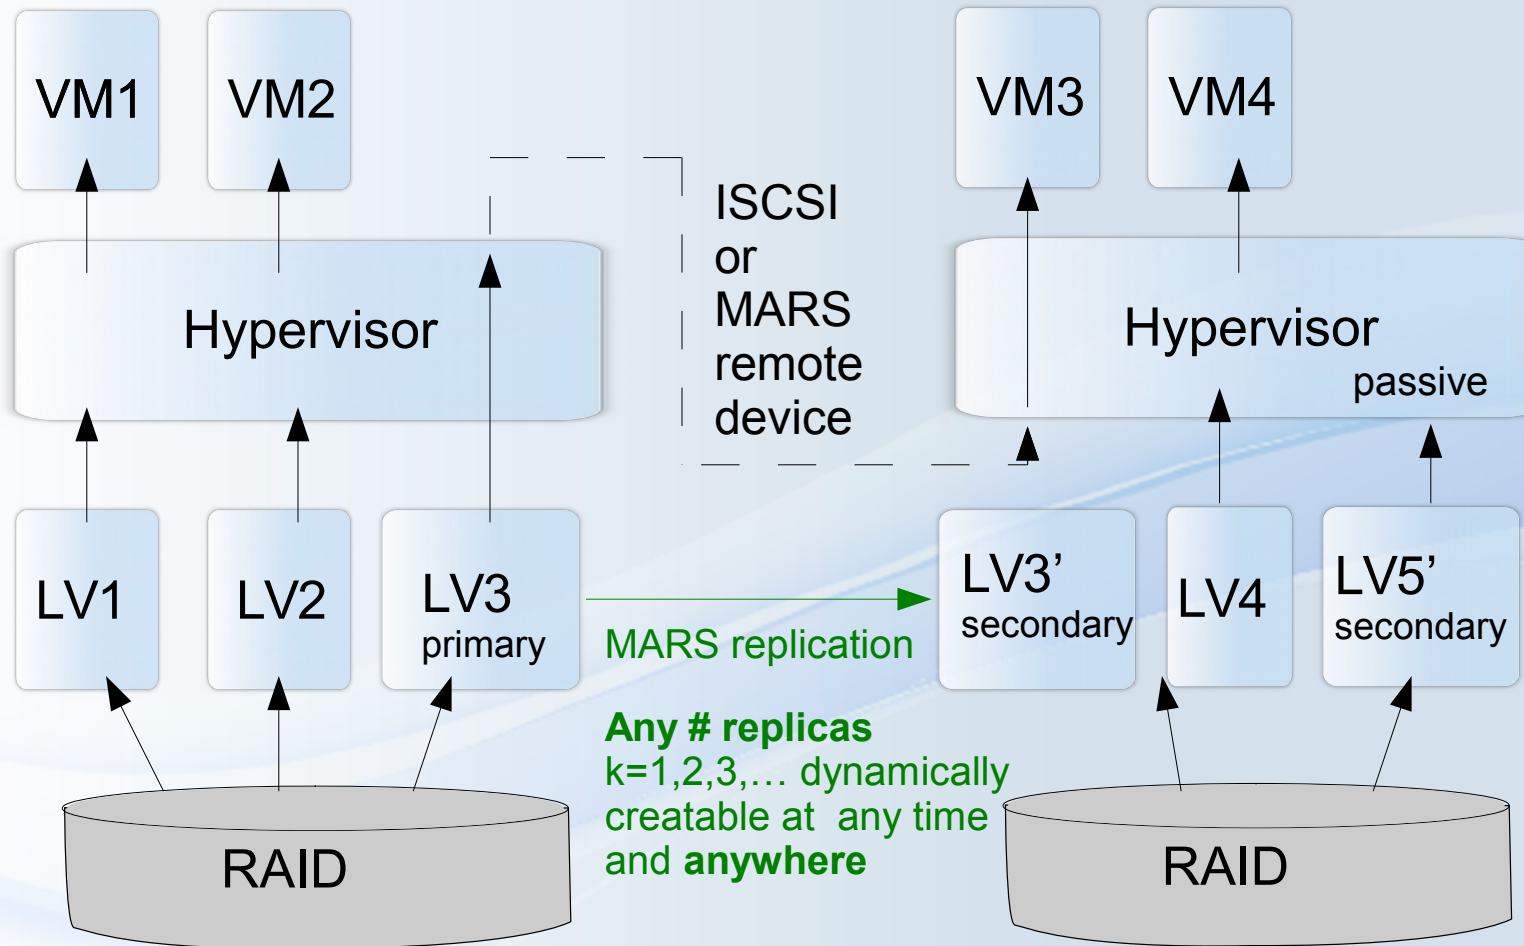 VM1
VM2
VM3
VM4
ISCSI
or
MARS
remote
device
Hypervisor
Hypervisor
passive
LV1
LV2
LV3
primary
MARS replication
LV3’
secondary
LV4
LV5’
secondary
Any # replicas
k=1,2,3,... dynamically
creatable at any time
and anywhere
RAID
RAID